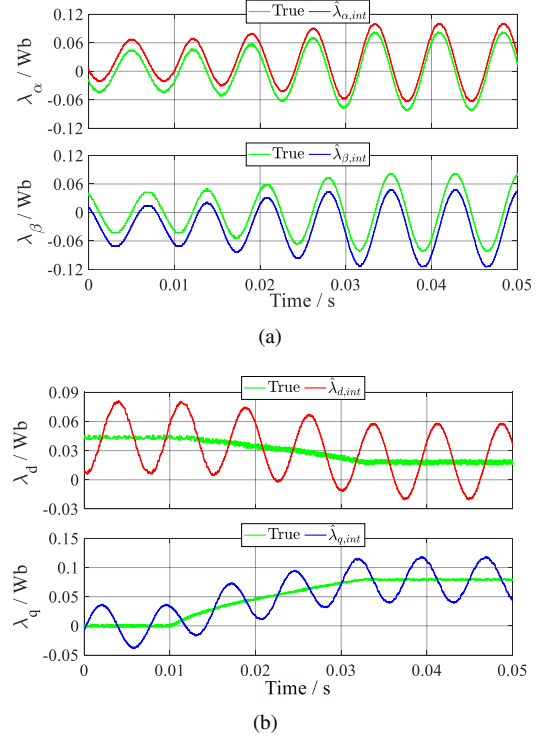 True λ̂α,int
0.12
0.06
0
-0.06
-0.12
λα / Wb
True λ̂β,int
0.12
0.06
0
-0.06
-0.12
λβ / Wb
0 0.01 0.02 0.03 0.04 0.05
Time / s
(a)
True λ̂d,int
0.09
0.06
0.03
0
-0.03
λd / Wb
True λ̂q,int
0.15
0.10
0.05
0
-0.05
λq / Wb
0 0.01 0.02 0.03 0.04 0.05
Time / s
(b)